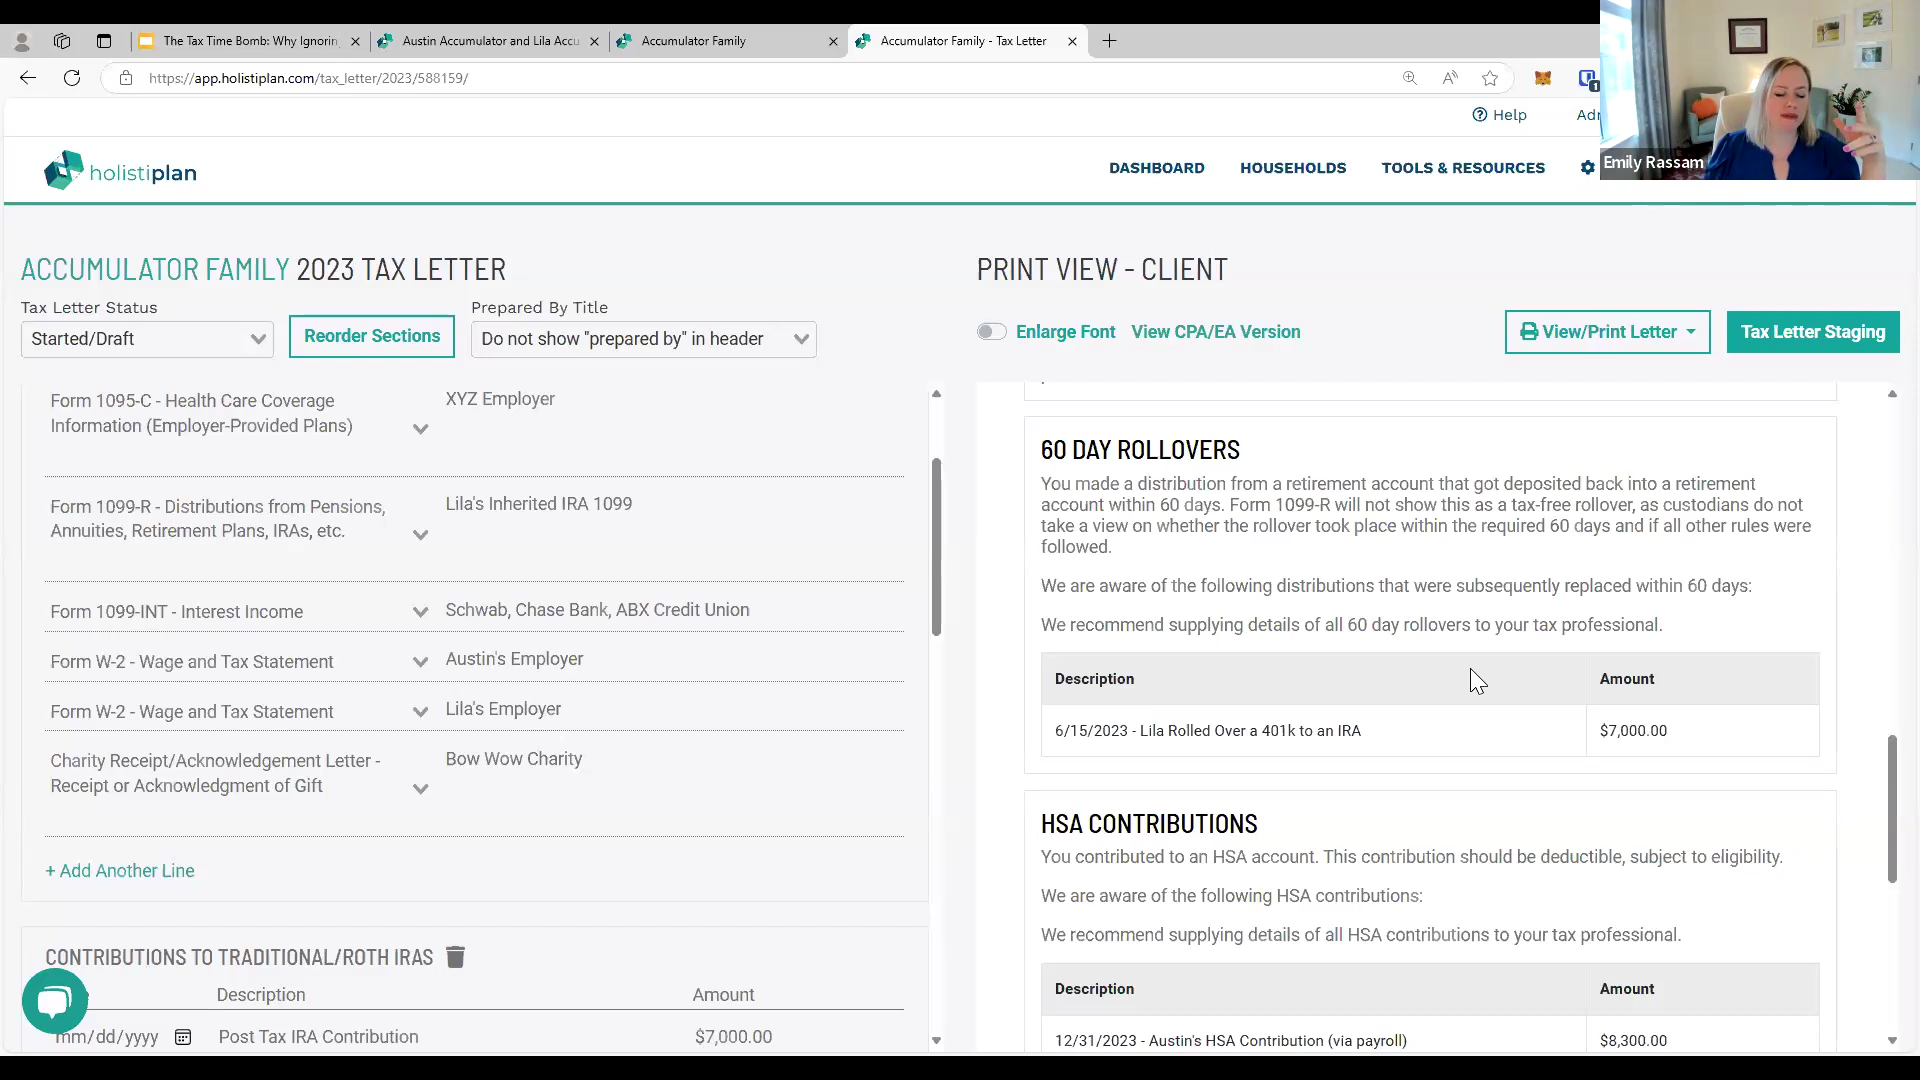 The Tax Time Bomb: Why Ignorin
Austin Accumulator and Lila Accu
Accumulator Family
Accumulator Family - Tax Letter
https://app.holistiplan.com/tax_letter/2023/588159/
Help
holistiplan
DASHBOARD
HOUSEHOLDS
TOOLS & RESOURCES
Emily Rassam
ACCUMULATOR FAMILY 2023 TAX LETTER
Tax Letter Status
Started/Draft
Reorder Sections
Prepared By Title
Do not show "prepared by" in header
PRINT VIEW - CLIENT
Enlarge Font
View CPA/EA Version
View/Print Letter
Tax Letter Staging
Form 1095-C - Health Care Coverage
Information (Employer-Provided Plans)
XYZ Employer
Form 1099-R - Distributions from Pensions,
Annuities, Retirement Plans, IRAs, etc.
Lila's Inherited IRA 1099
Form 1099-INT - Interest Income
Schwab, Chase Bank, ABX Credit Union
Form W-2 - Wage and Tax Statement
Austin's Employer
Form W-2 - Wage and Tax Statement
Lila's Employer
Charity Receipt/Acknowledgement Letter -
Receipt or Acknowledgment of Gift
Bow Wow Charity
+ Add Another Line
CONTRIBUTIONS TO TRADITIONAL/ROTH IRAS
Description
Amount
mm/dd/yyyy
Post Tax IRA Contribution
$7,000.00
60 DAY ROLLOVERS
You made a distribution from a retirement account that got deposited back into a retirement
account within 60 days. Form 1099-R will not show this as a tax-free rollover, as custodians do not
take a view on whether the rollover took place within the required 60 days and if all other rules were
followed.
We are aware of the following distributions that were subsequently replaced within 60 days:
We recommend supplying details of all 60 day rollovers to your tax professional.
Description
Amount
6/15/2023 - Lila Rolled Over a 401k to an IRA
$7,000.00
HSA CONTRIBUTIONS
You contributed to an HSA account. This contribution should be deductible, subject to eligibility.
We are aware of the following HSA contributions:
We recommend supplying details of all HSA contributions to your tax professional.
Description
Amount
12/31/2023 - Austin's HSA Contribution (via payroll)
$8,300.00